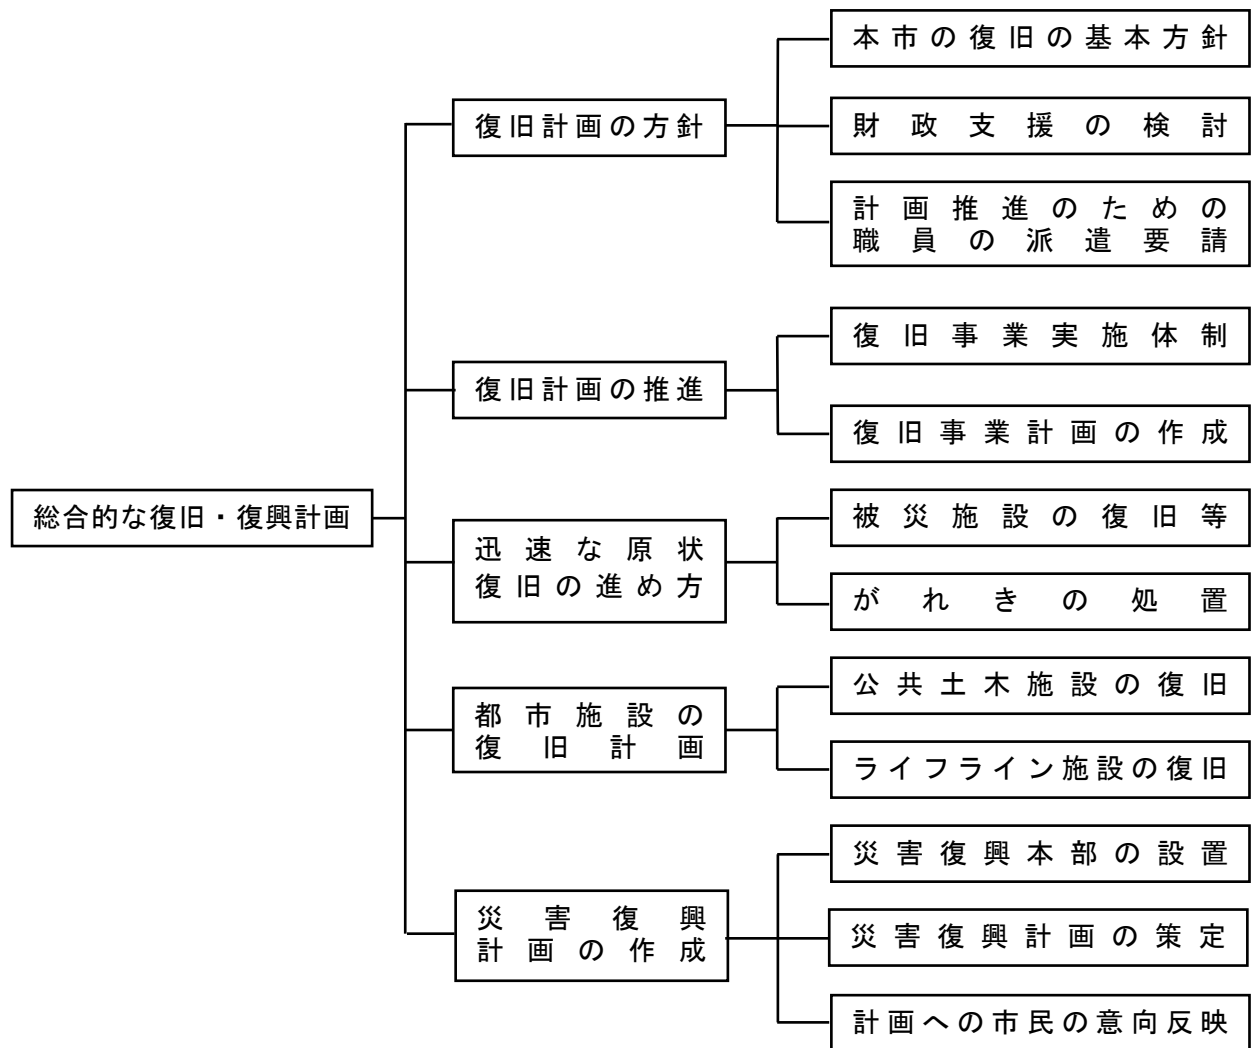 総合的な復旧・復興計画
復旧計画の方針
本市の復旧の基本方針
財政支援の検討
計画推進のための
職員の派遣要請
復旧計画の推進
復旧事業実施体制
復旧事業計画の作成
迅速な原状
復旧の進め方
被災施設の復旧等
がれきの処置
都市施設の
復旧計画
公共土木施設の復旧
ライフライン施設の復旧
災害復興
計画の作成
災害復興本部の設置
災害復興計画の策定
計画への市民の意向反映